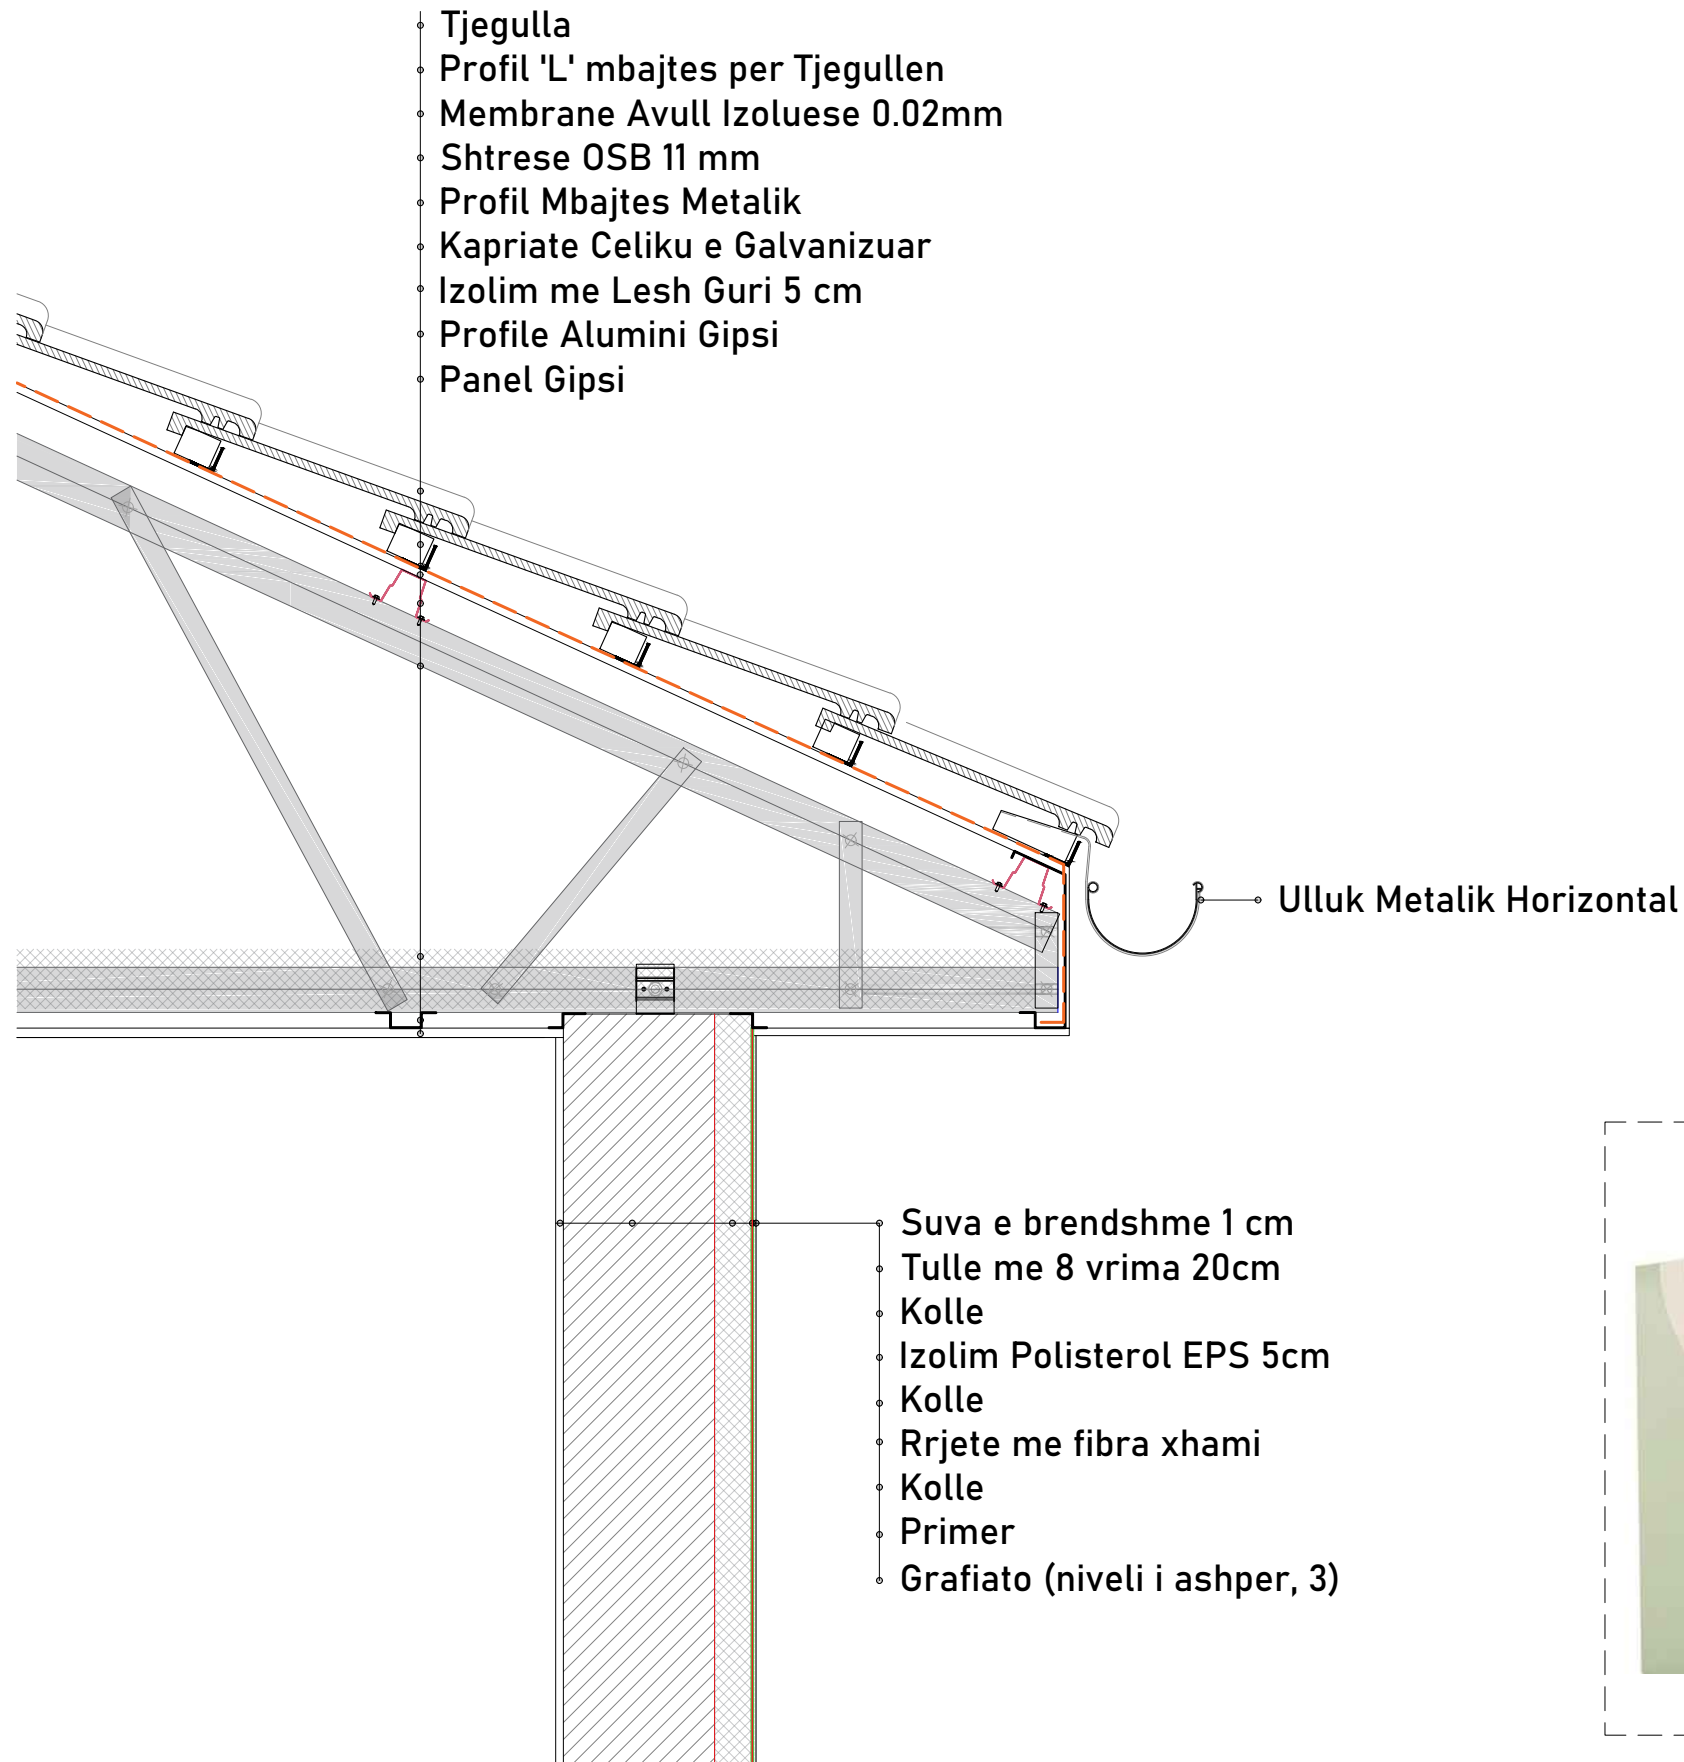 Tjegulla
Profil 'L' mbajtes per Tjegullen
Membrane Avull Izoluese 0.02mm
Shtrese OSB 11 mm
Profil Mbajtes Metalik
Kapriate Celiku e Galvanizuar
Izolim me Lesh Guri 5 cm
Profile Alumini Gipsi
Panel Gipsi
Ulluk Metalik Horizontal
Suva e brendshme 1 cm
Tulle me 8 vrima 20cm
Kolle
Izolim Polisterol EPS 5cm
Kolle
Rrjete me fibra xhami
Kolle
Primer
Grafiato (niveli i ashper, 3)